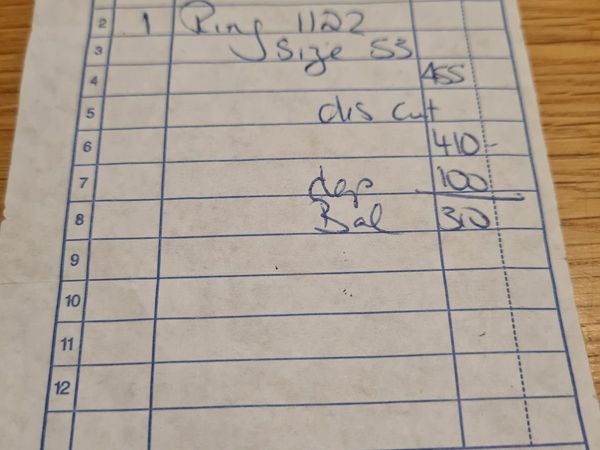 2 1 Ring 1122
3 Size 53
4 455
5 dis cut
6 410-
7 dep 100
8 Bal 310
9
10
11
12